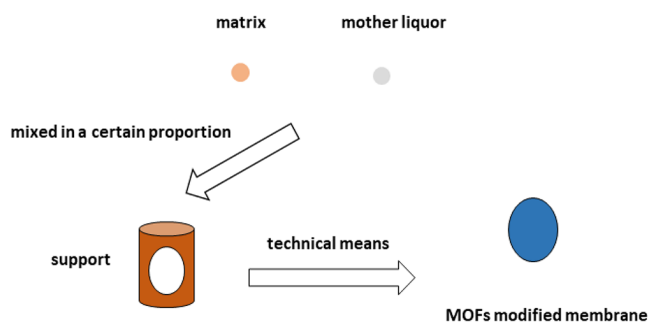 matrix
mother liquor
mixed in a certain proportion
support
technical means
MOFs modified membrane